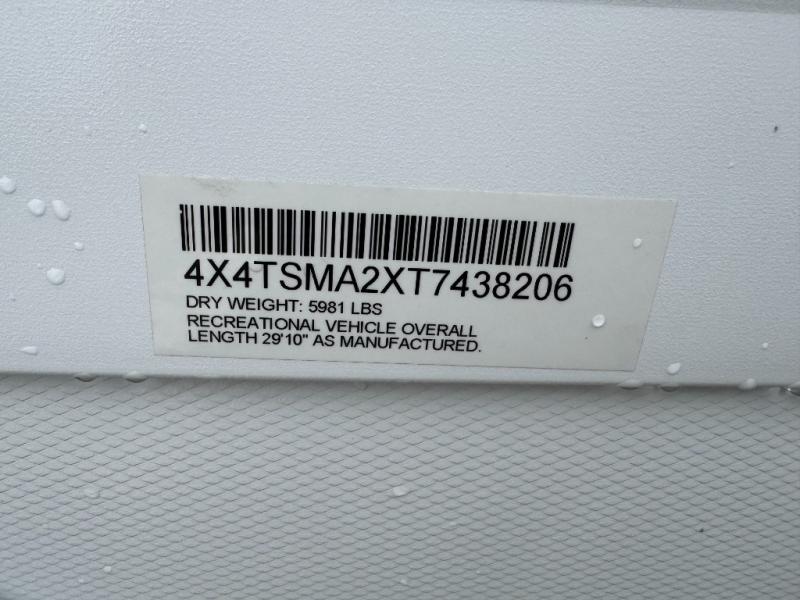 4X4TSMA2XT7438206
DRY WEIGHT: 5981 LBS
RECREATIONAL VEHICLE OVERALL
LENGTH 29'10" AS MANUFACTURED.